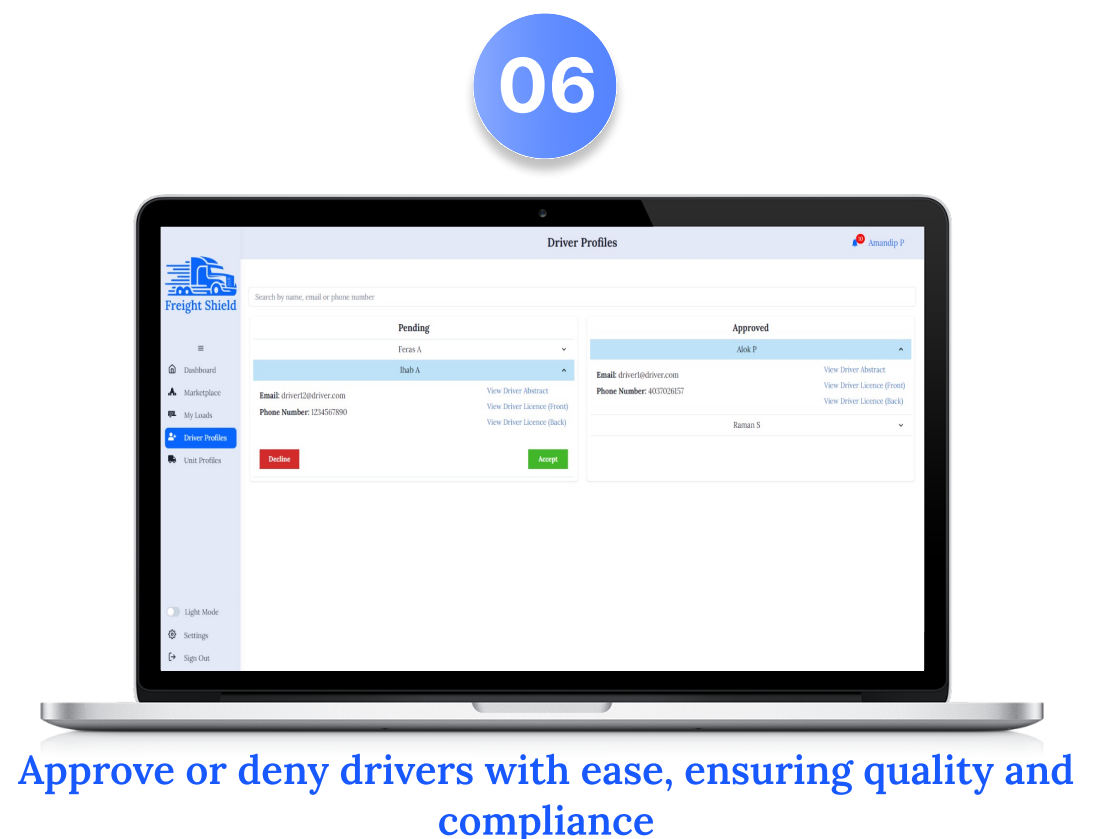 06
Driver Profiles
10
Amandip P
Freight Shield
Dashboard
Marketplace
My Loads
Driver Profiles
Unit Profiles
Light Mode
Settings
Sign Out
Search by name, email or phone number
Pending
Feras A
Ihab A
Email: driver12@driver.com
Phone Number: 1234567890
View Driver Abstract
View Driver Licence (Front)
View Driver Licence (Back)
Decline
Accept
Approved
Alok P
Email: driver1@driver.com
Phone Number: 4037026157
View Driver Abstract
View Driver Licence (Front)
View Driver Licence (Back)
Raman S
Approve or deny drivers with ease, ensuring quality and
compliance